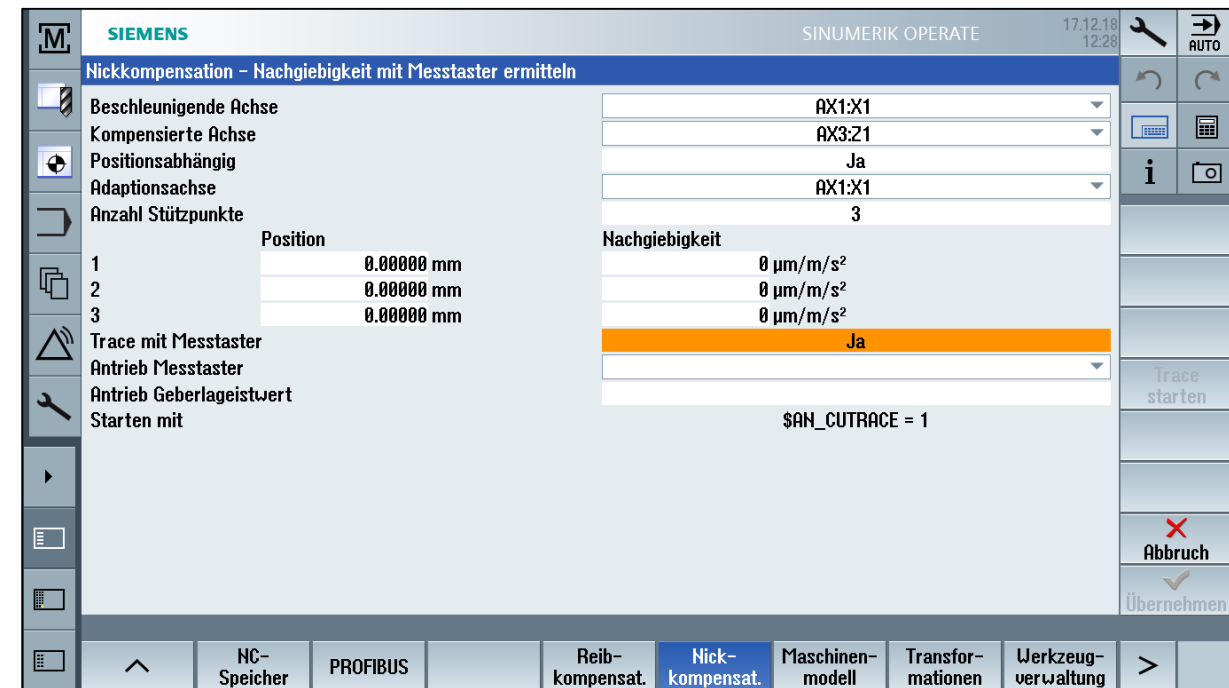 M
SIEMENS
SINUMERIK OPERATE
17.12.18
12:28
AUTO
Nickkompensation – Nachgiebigkeit mit Messtaster ermitteln
Beschleunigende Achse AX1:X1
Kompensierte Achse AX3:Z1
Positionsabhängig Ja
Adaptionsachse AX1:X1
Anzahl Stützpunkte 3
Position Nachgiebigkeit
1 0.00000 mm 0 µm/m/s²
2 0.00000 mm 0 µm/m/s²
3 0.00000 mm 0 µm/m/s²
Trace mit Messtaster Ja
Antrieb Messtaster
Antrieb Geberlageistwert
Starten mit $AN_CUTRACE = 1
i
Trace
starten
Abbruch
Übernehmen
NC-
Speicher
PROFIBUS
Reib-
kompensat.
Nick-
kompensat.
Maschinen-
modell
Transfor-
mationen
Werkzeug-
verwaltung
>